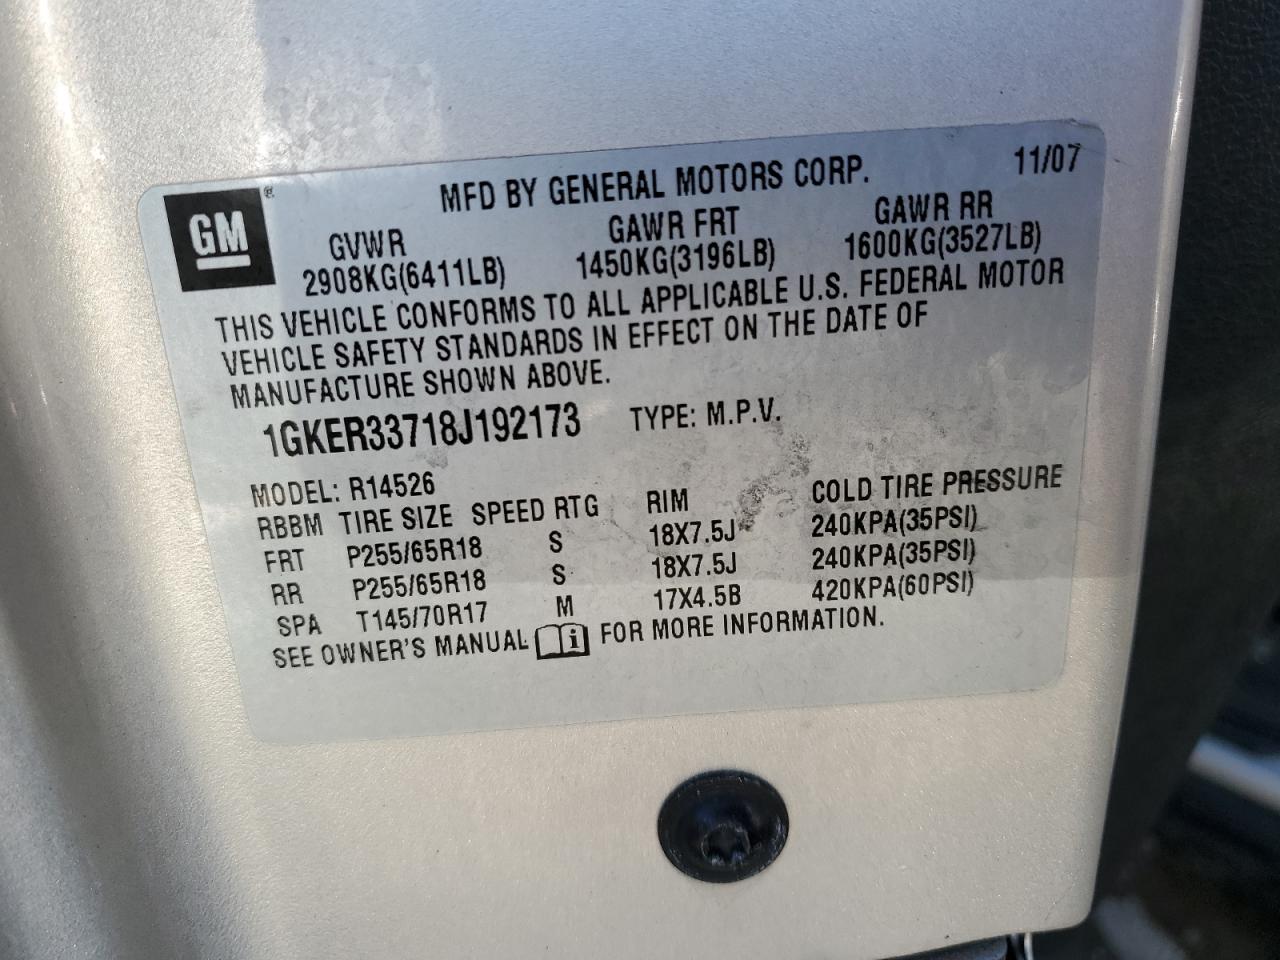 GM ®
MFD BY GENERAL MOTORS CORP. 11/07
GVWR GAWR FRT GAWR RR
2908KG(6411LB) 1450KG(3196LB) 1600KG(3527LB)
THIS VEHICLE CONFORMS TO ALL APPLICABLE U.S. FEDERAL MOTOR
VEHICLE SAFETY STANDARDS IN EFFECT ON THE DATE OF
MANUFACTURE SHOWN ABOVE.
1GKER33718J192173 TYPE: M.P.V.
MODEL: R14526
RBBM TIRE SIZE SPEED RTG RIM COLD TIRE PRESSURE
FRT P255/65R18 S 18X7.5J 240KPA(35PSI)
RR P255/65R18 S 18X7.5J 240KPA(35PSI)
SPA T145/70R17 M 17X4.5B 420KPA(60PSI)
SEE OWNER'S MANUAL i FOR MORE INFORMATION.